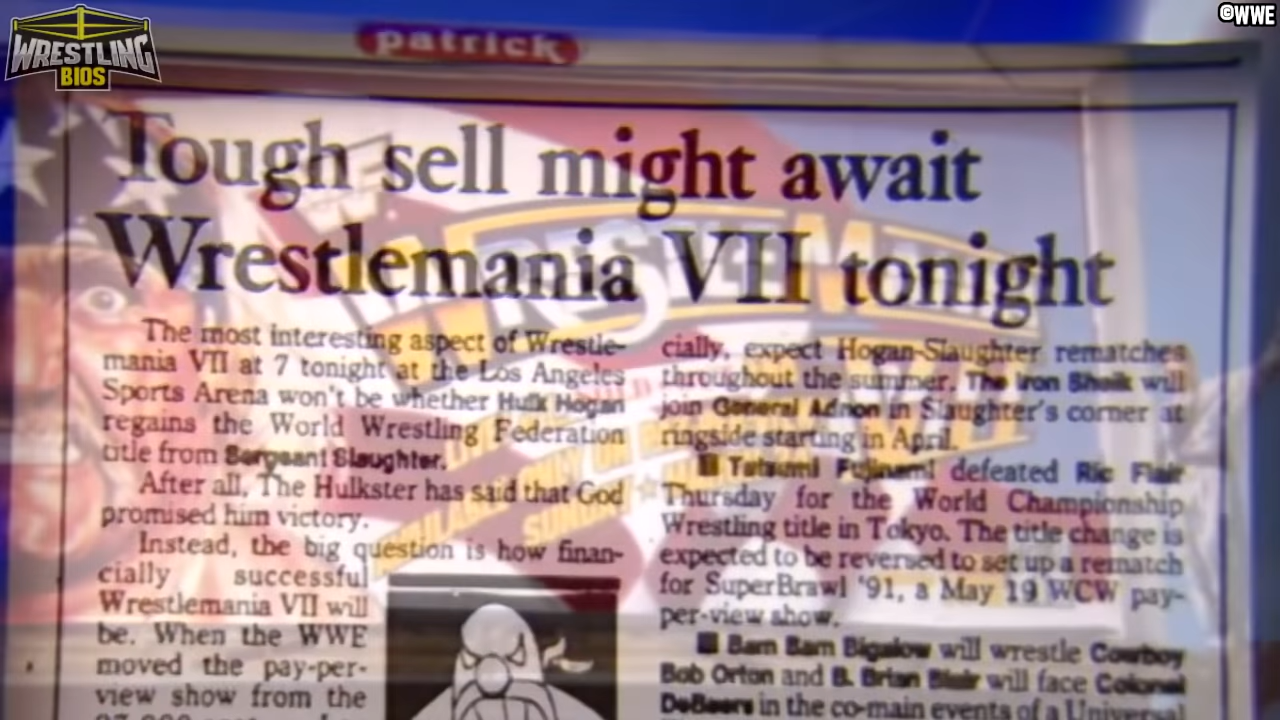 WRESTLING
BIOS
©WWE
patrick
Tough sell might await
Wrestlemania VII tonight
The most interesting aspect of Wrestle-
mania VII at 7 tonight at the Los Angeles
Sports Arena won't be whether Hulk Hogan
regains the World Wrestling Federation
title from Sergeant Slaughter.
After all, The Hulkster has said that God
promised him victory.
Instead, the big question is how finan-
cially successful
Wrestlemania VII will
be. When the WWE
moved the pay-per-
view show from the
cially, expect Hogan-Slaughter rematches
throughout the summer. The Iron Sheik will
join General Adnon in Slaughter's corner at
ringside starting in April.
■ Tatsumi Fujinami defeated Ric Flair
Thursday for the World Championship
Wrestling title in Tokyo. The title change is
expected to be reversed to set up a rematch
for SuperBrawl '91, a May 19 WCW pay-
per-view show.
■ Bam Bam Bigalow will wrestle Cowboy
Bob Orton and B. Brian Blair will face Colonel
DeBeers in the co-main events of a Universal